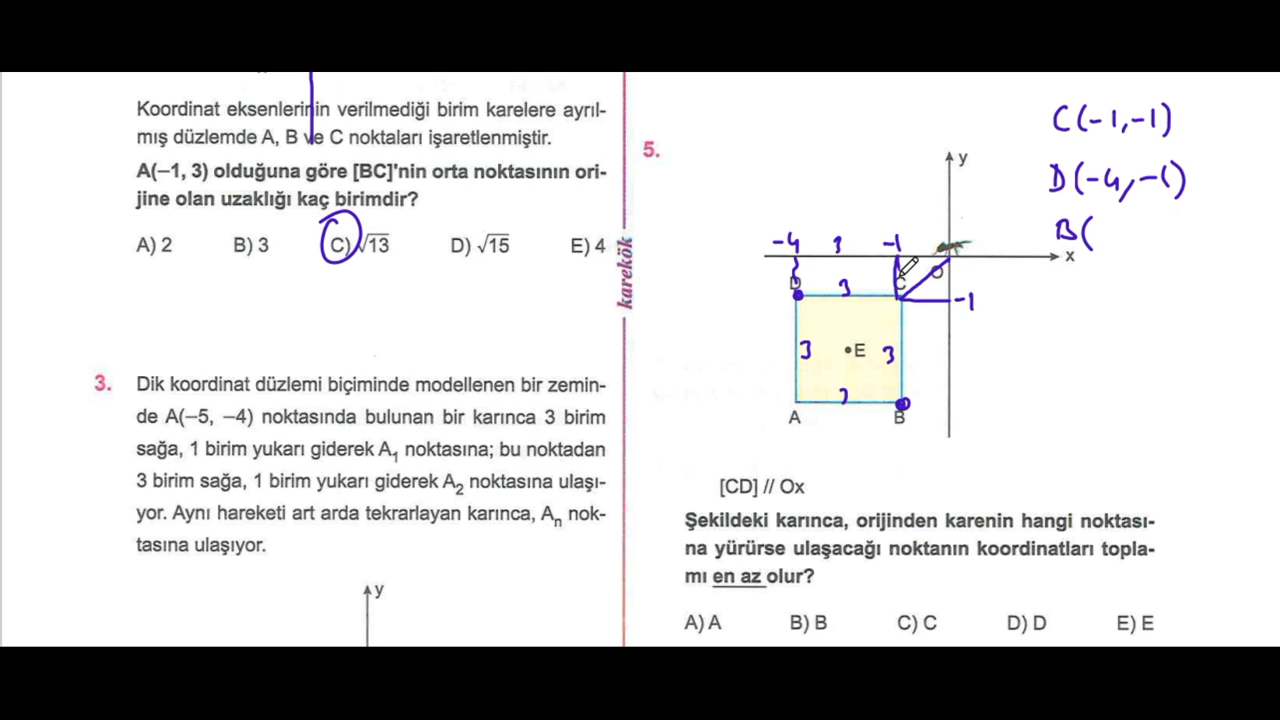 Koordinat eksenlerinin verilmediği birim karelere ayrıl-
mış düzlemde A, B ve C noktaları işaretlenmiştir.
A(−1, 3) olduğuna göre [BC]'nin orta noktasının ori-
jine olan uzaklığı kaç birimdir?
A) 2 B) 3 C) √13 D) √15 E) 4
3. Dik koordinat düzlemi biçiminde modellenen bir zemin-
de A(−5, −4) noktasında bulunan bir karınca 3 birim
sağa, 1 birim yukarı giderek A₁ noktasına; bu noktadan
3 birim sağa, 1 birim yukarı giderek A₂ noktasına ulaşı-
yor. Aynı hareketi art arda tekrarlayan karınca, Aₙ nok-
tasına ulaşıyor.
y
karekök
5.
y
-4 3 -1
x
O
D 3 C
-1
3 E 3
3
A B
C(-1,-1)
D(-4,-1)
B(
[CD] // Ox
Şekildeki karınca, orijinden karenin hangi noktası-
na yürürse ulaşacağı noktanın koordinatları topla-
mı en az olur?
A) A B) B C) C D) D E) E